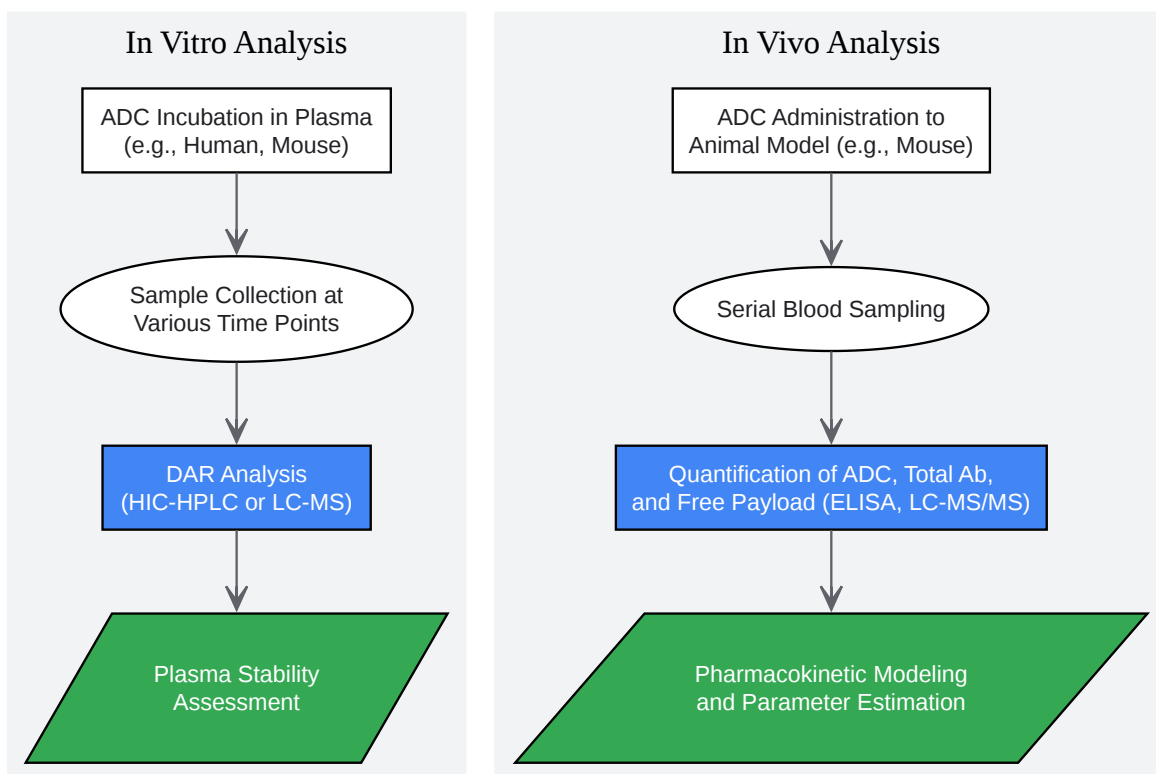 In Vitro Analysis
ADC Incubation in Plasma
(e.g., Human, Mouse)
Sample Collection at
Various Time Points
DAR Analysis
(HIC-HPLC or LC-MS)
Plasma Stability
Assessment
In Vivo Analysis
ADC Administration to
Animal Model (e.g., Mouse)
Serial Blood Sampling
Quantification of ADC, Total Ab,
and Free Payload (ELISA, LC-MS/MS)
Pharmacokinetic Modeling
and Parameter Estimation